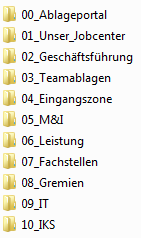 00_Ablageportal
01_Unser_Jobcenter
02_Geschäftsführung
03_Teamablagen
04_Eingangszone
05_M&I
06_Leistung
07_Fachstellen
08_Gremien
09_IT
10_IKS